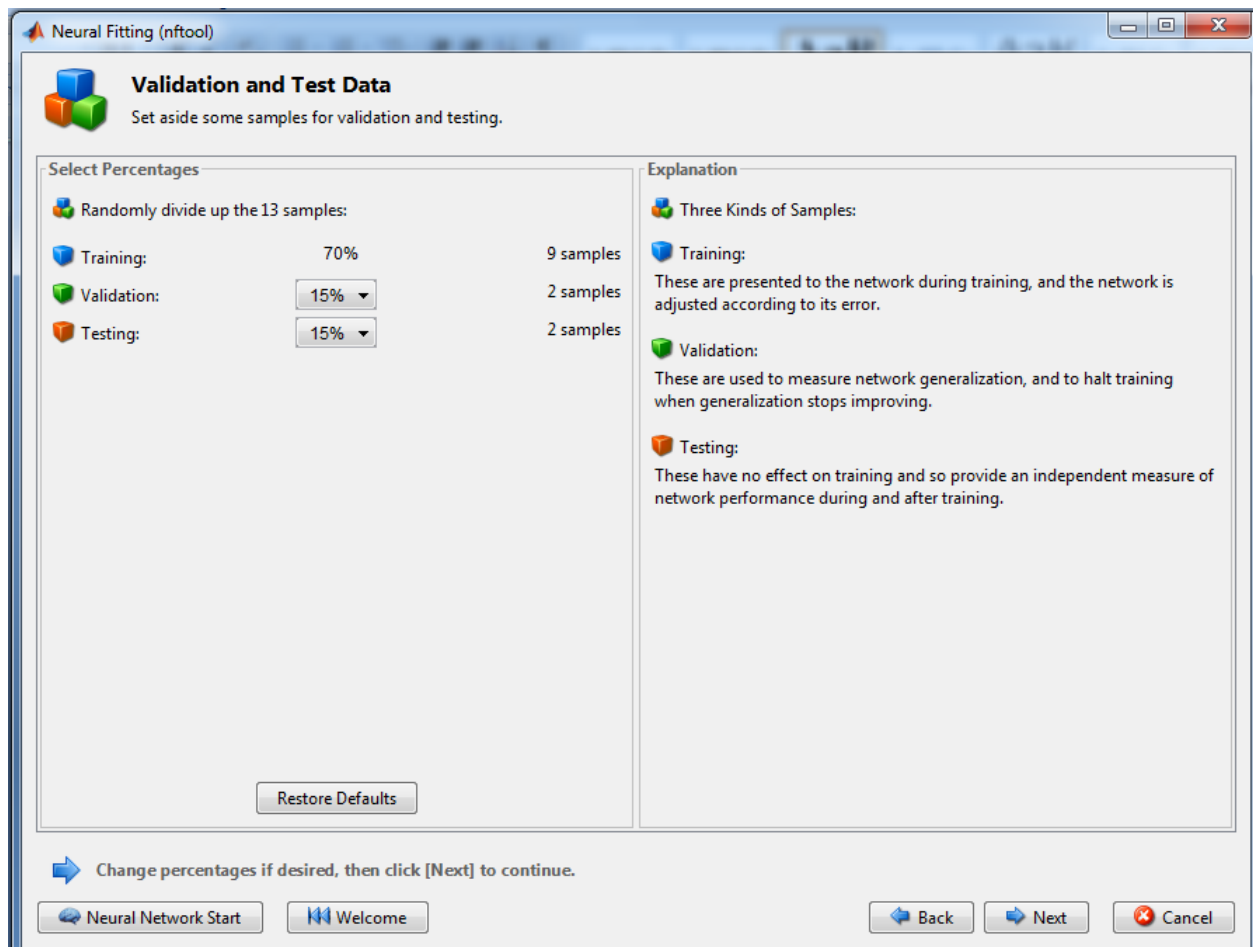 Neural Fitting (nftool)
Validation and Test Data
Set aside some samples for validation and testing.
Select Percentages
Randomly divide up the 13 samples:
Training: 70% 9 samples
Validation: 15% 2 samples
Testing: 15% 2 samples
Restore Defaults
Explanation
Three Kinds of Samples:
Training:
These are presented to the network during training, and the network is
adjusted according to its error.
Validation:
These are used to measure network generalization, and to halt training
when generalization stops improving.
Testing:
These have no effect on training and so provide an independent measure of
network performance during and after training.
Change percentages if desired, then click [Next] to continue.
Neural Network Start Welcome Back Next Cancel